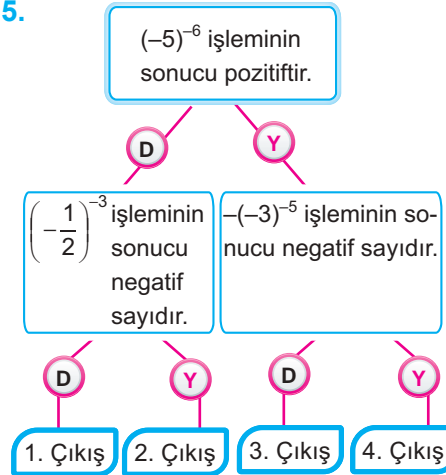 5.
(–5)⁻⁶ işleminin
sonucu pozitiftir.
D
Y
(–1/2)⁻³ işleminin
sonucu
negatif
sayıdır.
–(–3)⁻⁵ işleminin so-
nucu negatif sayıdır.
D
Y
D
Y
1. Çıkış
2. Çıkış
3. Çıkış
4. Çıkış